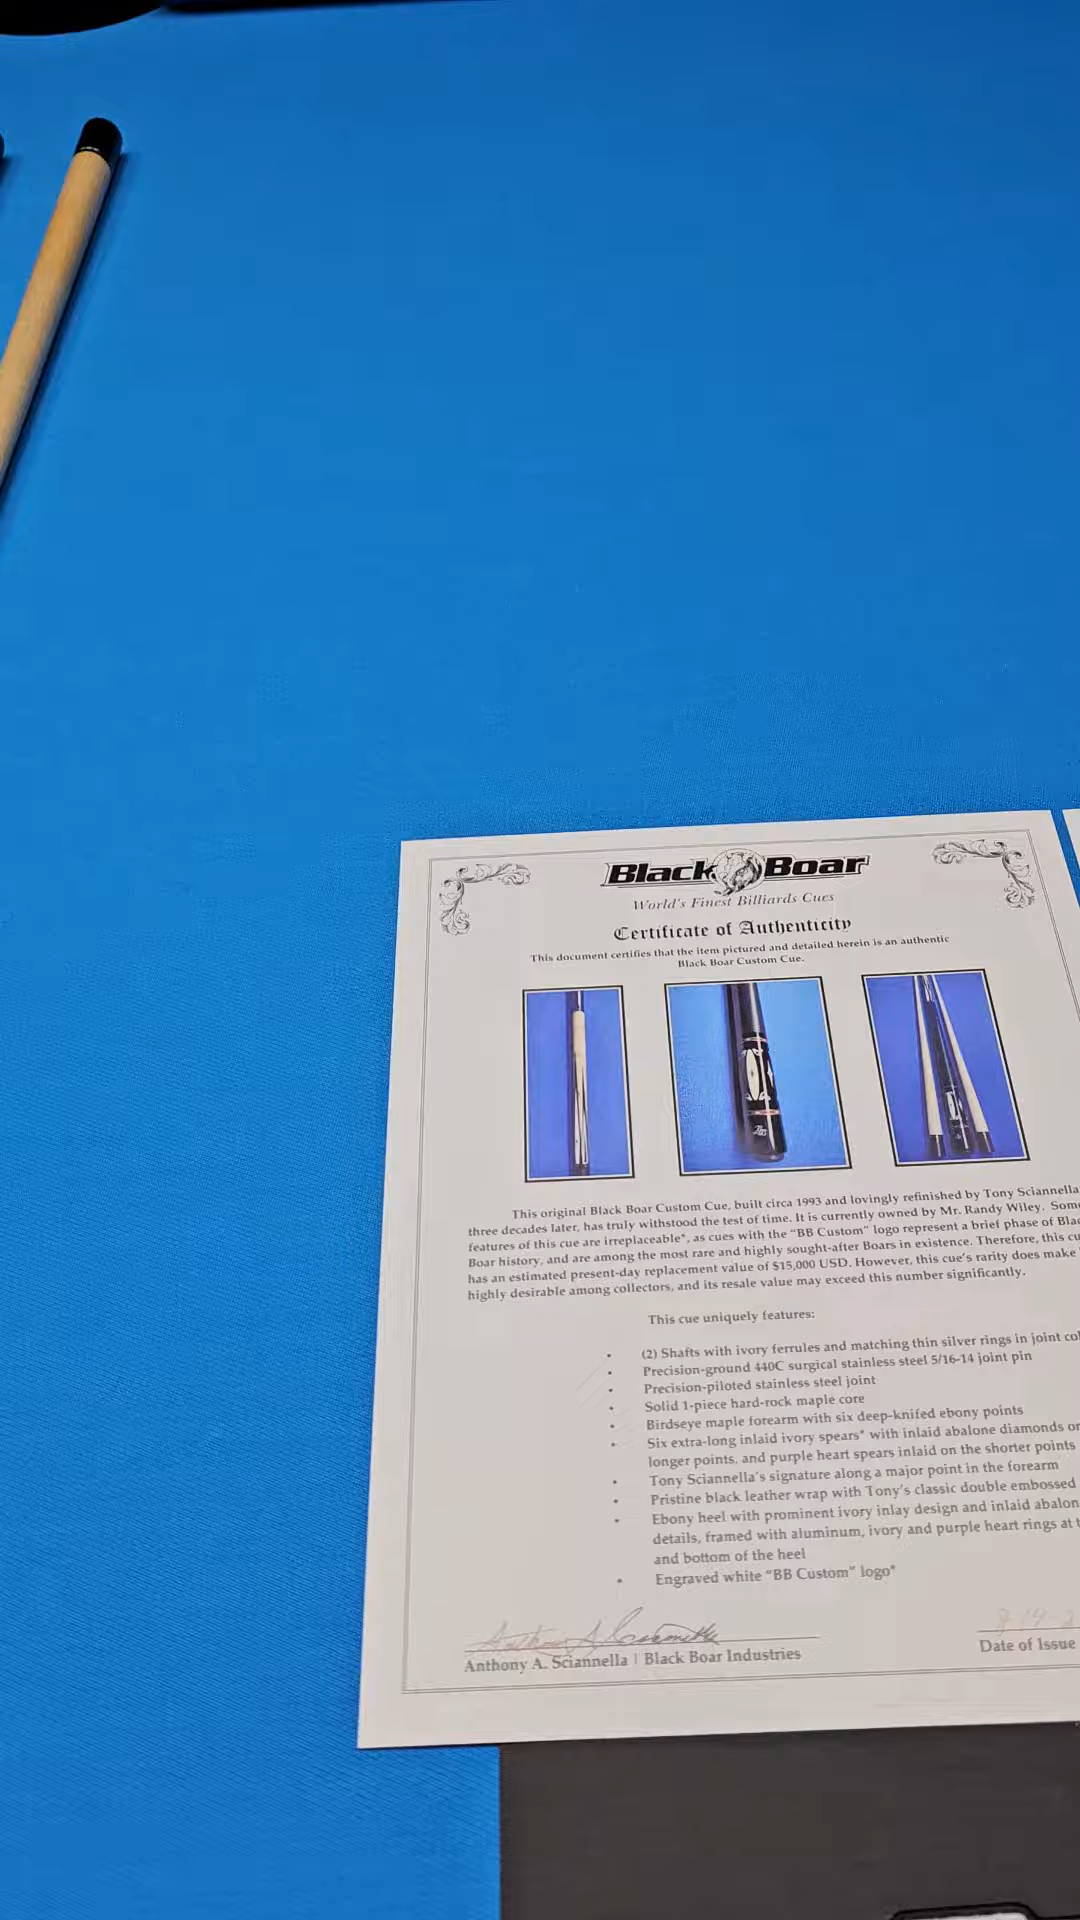 Black Boar
World's Finest Billiards Cues
Certificate of Authenticity
This document certifies that the item pictured and detailed herein is an authentic
Black Boar Custom Cue.
This original Black Boar Custom Cue, built circa 1993 and lovingly refinished by Tony Sciannella
three decades later, has truly withstood the test of time. It is currently owned by Mr. Randy Wiley. Som
features of this cue are irreplaceable*, as cues with the "BB Custom" logo represent a brief phase of Bla
Boar history, and are among the most rare and highly sought-after Boars in existence. Therefore, this cu
has an estimated present-day replacement value of $15,000 USD. However, this cue's rarity does make
highly desirable among collectors, and its resale value may exceed this number significantly.
This cue uniquely features:
• (2) Shafts with ivory ferrules and matching thin silver rings in joint col
• Precision-ground 440C surgical stainless steel 5/16-14 joint pin
• Precision-piloted stainless steel joint
• Solid 1-piece hard-rock maple core
• Birdseye maple forearm with six deep-knifed ebony points
• Six extra-long inlaid ivory spears* with inlaid abalone diamonds on
longer points, and purple heart spears inlaid on the shorter points
• Tony Sciannella's signature along a major point in the forearm
• Pristine black leather wrap with Tony's classic double embossed
• Ebony heel with prominent ivory inlay design and inlaid abalon
details, framed with aluminum, ivory and purple heart rings at t
and bottom of the heel
• Engraved white "BB Custom" logo*
Anthony A. Sciannella | Black Boar Industries
Date of Issue